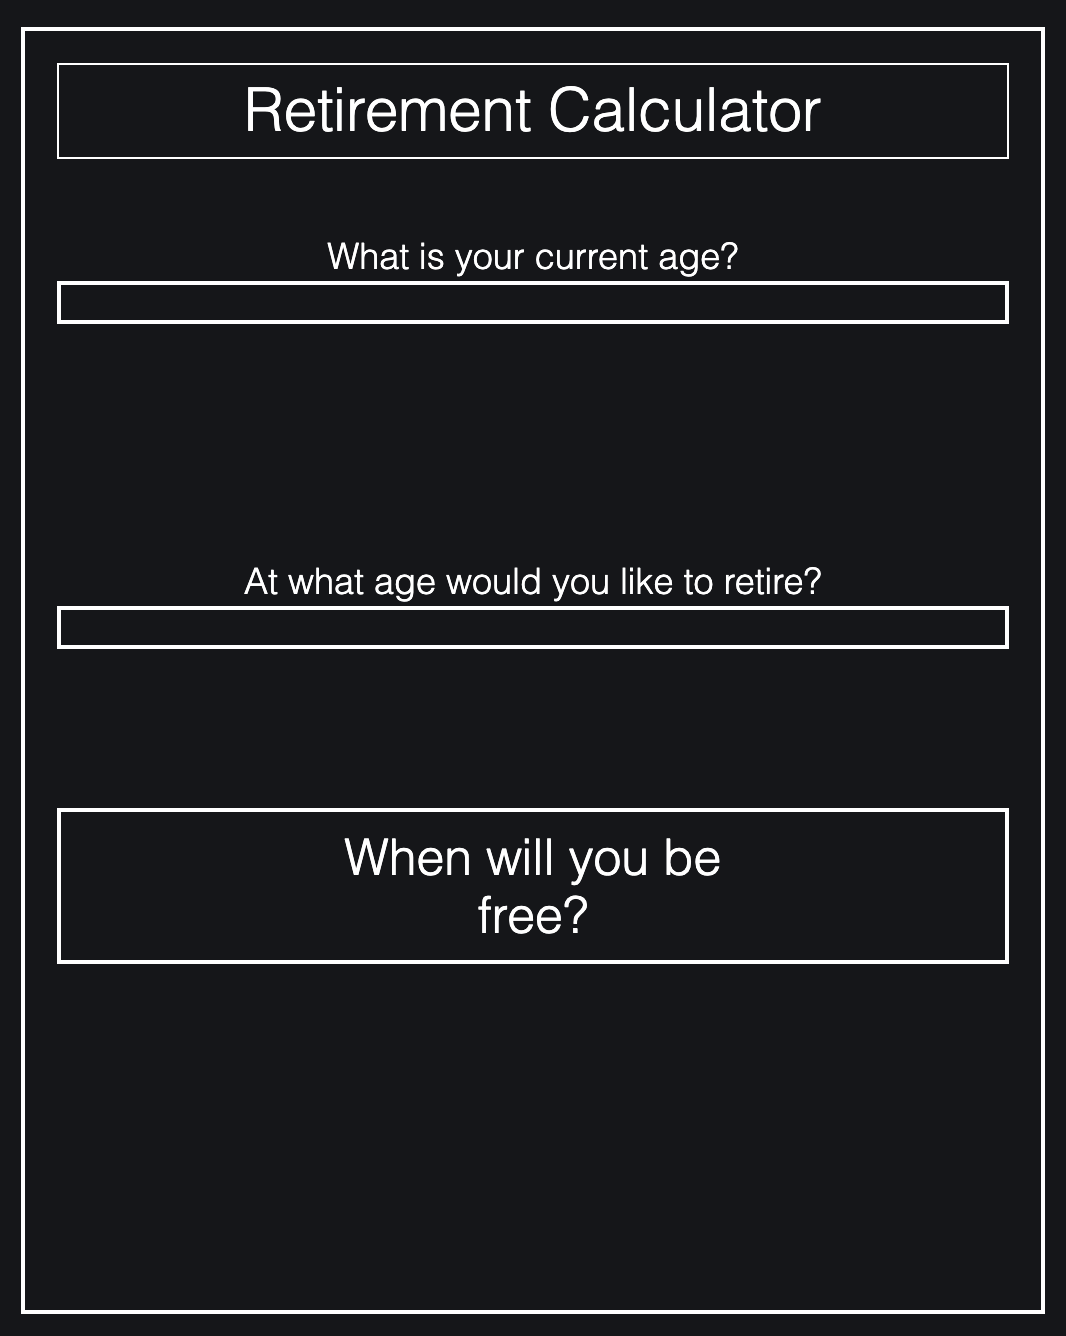 Retirement Calculator
What is your current age?
At what age would you like to retire?
When will you be
free?